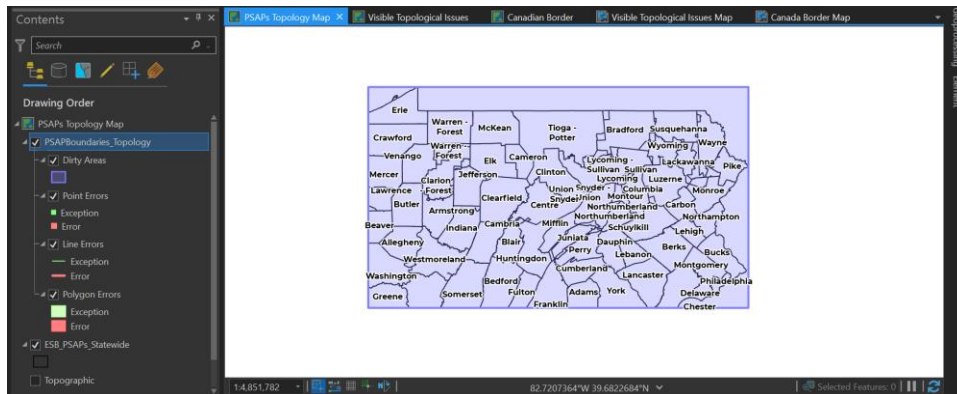 Contents
Search
Drawing Order
PSAPs Topology Map
PSAPBoundaries_Topology
Dirty Areas
Point Errors
Exception
Error
Line Errors
Exception
Error
Polygon Errors
Exception
Error
ESB_PSAPs_Statewide
Topographic
PSAPs Topology Map
Visible Topological Issues
Canadian Border
Visible Topological Issues Map
Canada Border Map
Erie
Crawford
Warren -
Forest
McKean
Tioga -
Potter
Bradford
Susquehanna
Wyoming
Wayne
Venango
Warren-
Forest
Elk
Cameron
Clinton
Lycoming -
Sullivan
Sullivan
Lycoming
Lackawanna
Luzerne
Pike
Mercer
Clarion
- Forest
Jefferson
Clearfield
Centre
Union
Snyder
Snyder -
Union
Montour
Columbia
Monroe
Lawrence
Butler
Armstrong
Indiana
Cambria
Mifflin
Northumberland
Northumberland
Carbon
Northampton
Schuylkill
Lehigh
Beaver
Allegheny
Westmoreland
Blair
Huntingdon
Juniata
Perry
Dauphin
Lebanon
Berks
Bucks
Montgomery
Philadelphia
Washington
Greene
Somerset
Bedford
Fulton
Franklin
Cumberland
Adams
York
Lancaster
Delaware
Chester
1:4,851,782
82.7207364°W 39.6822684°N
Selected Features: 0
Geoprocessing